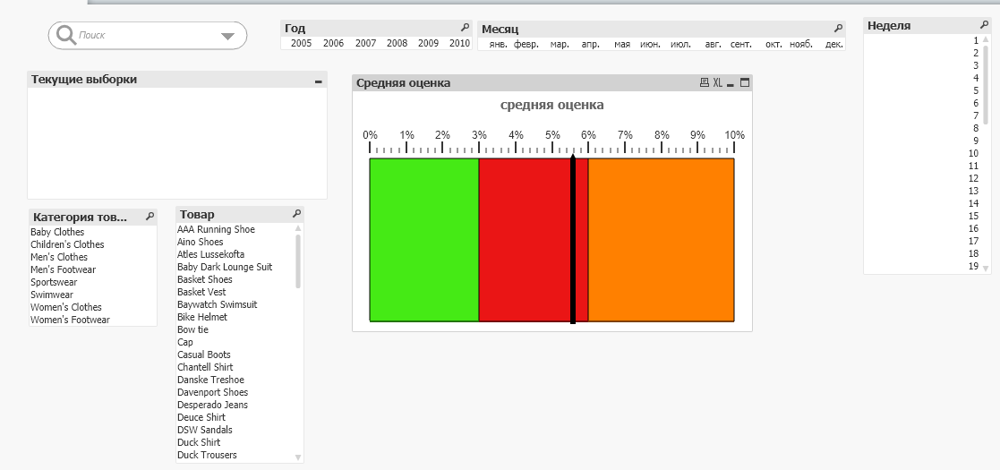 Поиск
Год
2005 2006 2007 2008 2009 2010
Месяц
янв. февр. мар. апр. мая июн. июл. авг. сент. окт. нояб. дек.
Неделя
1
2
3
4
5
6
7
8
9
10
11
12
13
14
15
16
17
18
19
Текущие выборки
Средняя оценка
XL
средняя оценка
0% 1% 2% 3% 4% 5% 6% 7% 8% 9% 10%
Категория тов...
Baby Clothes
Children's Clothes
Men's Clothes
Men's Footwear
Sportswear
Swimwear
Women's Clothes
Women's Footwear
Товар
AAA Running Shoe
Aino Shoes
Atles Lussekofta
Baby Dark Lounge Suit
Basket Shoes
Basket Vest
Baywatch Swimsuit
Bike Helmet
Bow tie
Cap
Casual Boots
Chantell Shirt
Danske Treshoe
Davenport Shoes
Desperado Jeans
Deuce Shirt
DSW Sandals
Duck Shirt
Duck Trousers